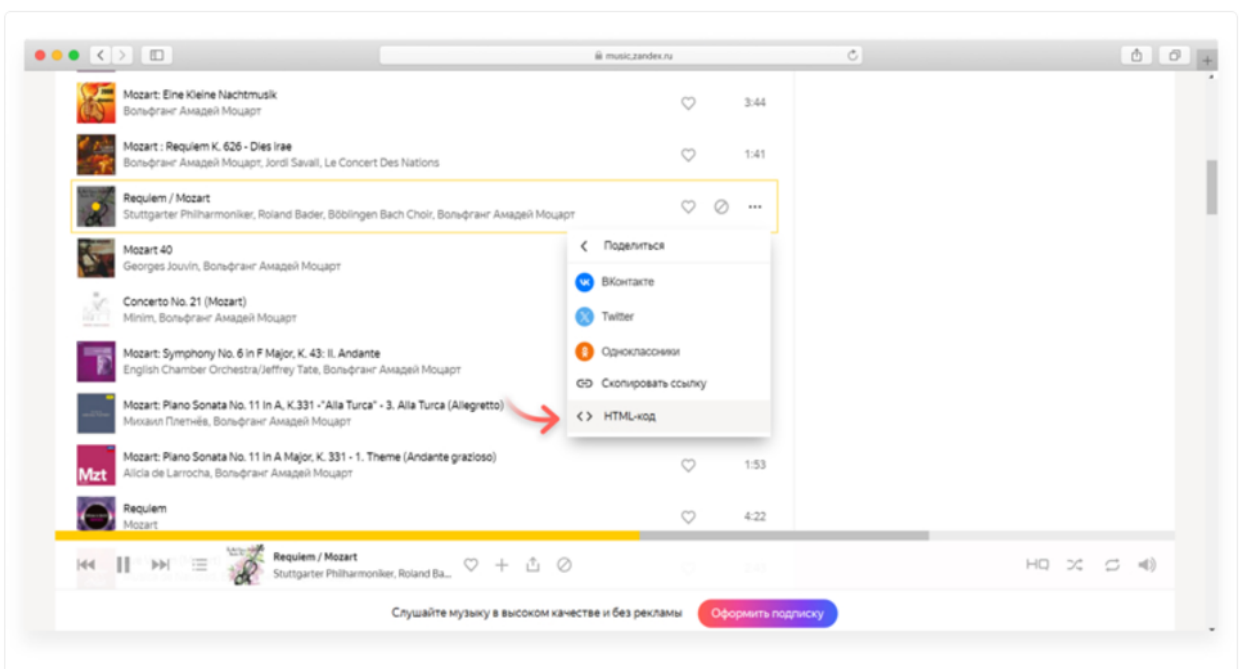 music.zandex.ru
Mozart: Eine Kleine Nachtmusik
Вольфганг Амадей Моцарт
3:44
Mozart : Requiem K. 626 - Dies Irae
Вольфганг Амадей Моцарт, Jordi Savall, Le Concert Des Nations
1:41
Requiem / Mozart
Stuttgarter Philharmoniker, Roland Bader, Böblingen Bach Choir, Вольфганг Амадей Моцарт
Mozart 40
Georges Jouvin, Вольфганг Амадей Моцарт
Поделиться
ВКонтакте
Twitter
Одноклассники
Скопировать ссылку
HTML-код
Concerto No. 21 (Mozart)
Minim, Вольфганг Амадей Моцарт
Mozart: Symphony No. 6 in F Major, K. 43: II. Andante
English Chamber Orchestra/Jeffrey Tate, Вольфганг Амадей Моцарт
Mozart: Piano Sonata No. 11 In A, K.331 -"Alla Turca" - 3. Alla Turca (Allegretto)
Михаил Плетнёв, Вольфганг Амадей Моцарт
Mzt
Mozart: Piano Sonata No. 11 in A Major, K. 331 - 1. Theme (Andante grazioso)
Alicia de Larrocha, Вольфганг Амадей Моцарт
1:53
Requiem
Mozart
4:22
Requiem / Mozart
Stuttgarter Philharmoniker, Roland Ba...
HQ
Слушайте музыку в высоком качестве и без рекламы
Оформить подписку